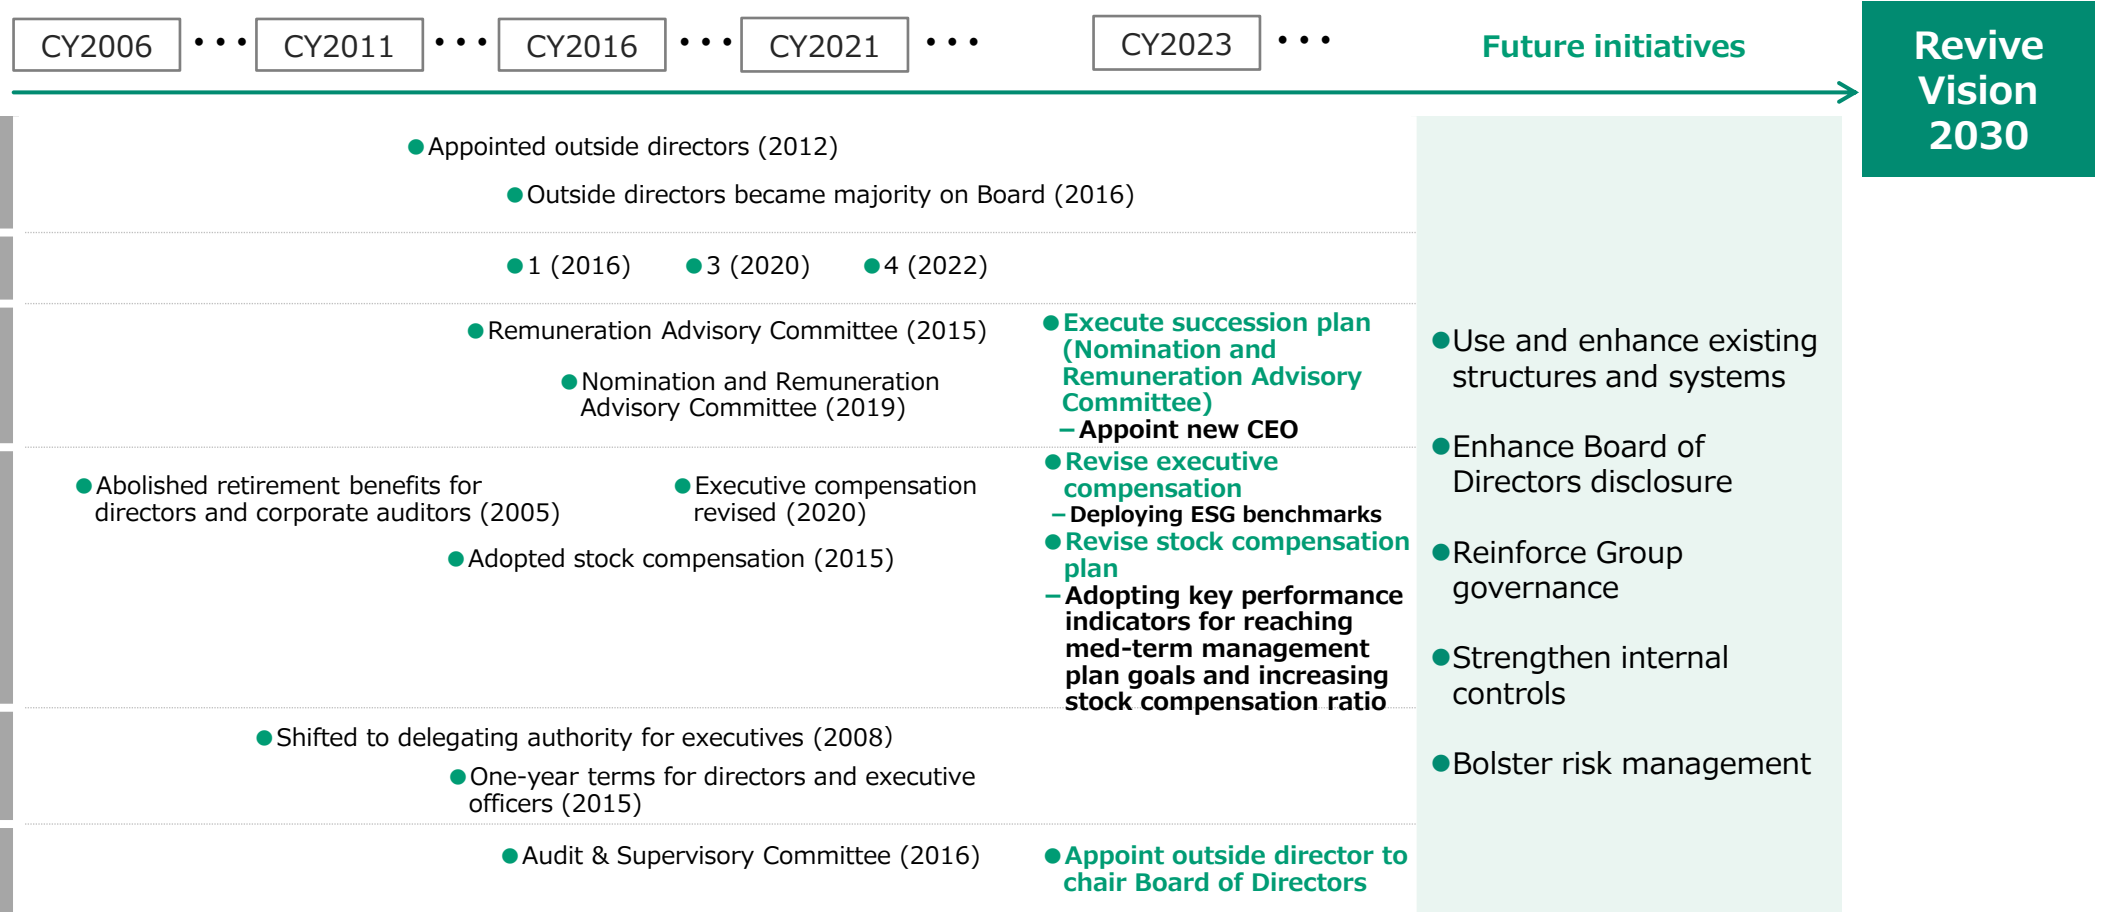 CY2006 ••• CY2011 ••• CY2016 ••• CY2021 ••• CY2023 ••• Future initiatives
Revive
Vision
2030
●Appointed outside directors (2012)
●Outside directors became majority on Board (2016)
●1 (2016) ●3 (2020) ●4 (2022)
●Remuneration Advisory Committee (2015)
●Nomination and Remuneration
Advisory Committee (2019)
●Execute succession plan
(Nomination and
Remuneration Advisory
Committee)
–Appoint new CEO
●Abolished retirement benefits for
directors and corporate auditors (2005)
●Executive compensation
revised (2020)
●Adopted stock compensation (2015)
●Revise executive
compensation
–Deploying ESG benchmarks
●Revise stock compensation
plan
–Adopting key performance
indicators for reaching
med-term management
plan goals and increasing
stock compensation ratio
●Shifted to delegating authority for executives (2008)
●One-year terms for directors and executive
officers (2015)
●Audit & Supervisory Committee (2016)
●Appoint outside director to
chair Board of Directors
●Use and enhance existing
structures and systems
●Enhance Board of
Directors disclosure
●Reinforce Group
governance
●Strengthen internal
controls
●Bolster risk management